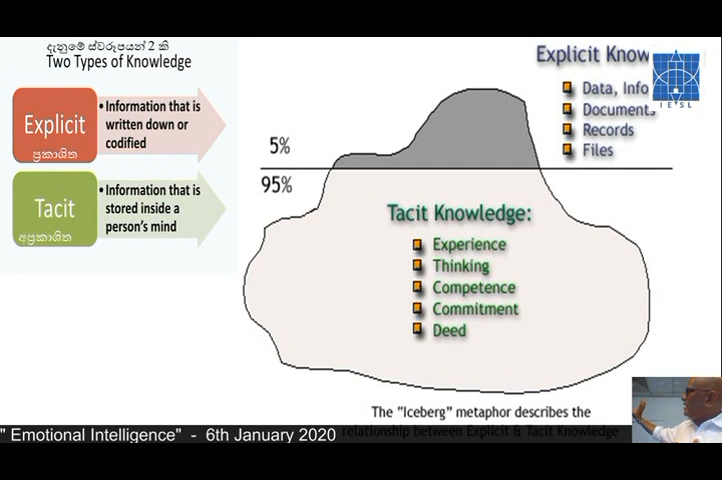 දැනුමේ ස්වරූපයන් 2 කි
Two Types of Knowledge
Explicit
ප්‍රකාශිත
• Information that is
written down or
codified
Tacit
අප්‍රකාශිත
• Information that is
stored inside a
person's mind
Explicit
Data,
Documents
Records
Files
IESL
5%
95%
Tacit Knowledge:
Experience
Thinking
Competence
Commitment
Deed
The "Iceberg" metaphor describes the
relationship between Explicit & Tacit Knowledge
" Emotional Intelligence" - 6th January 2020